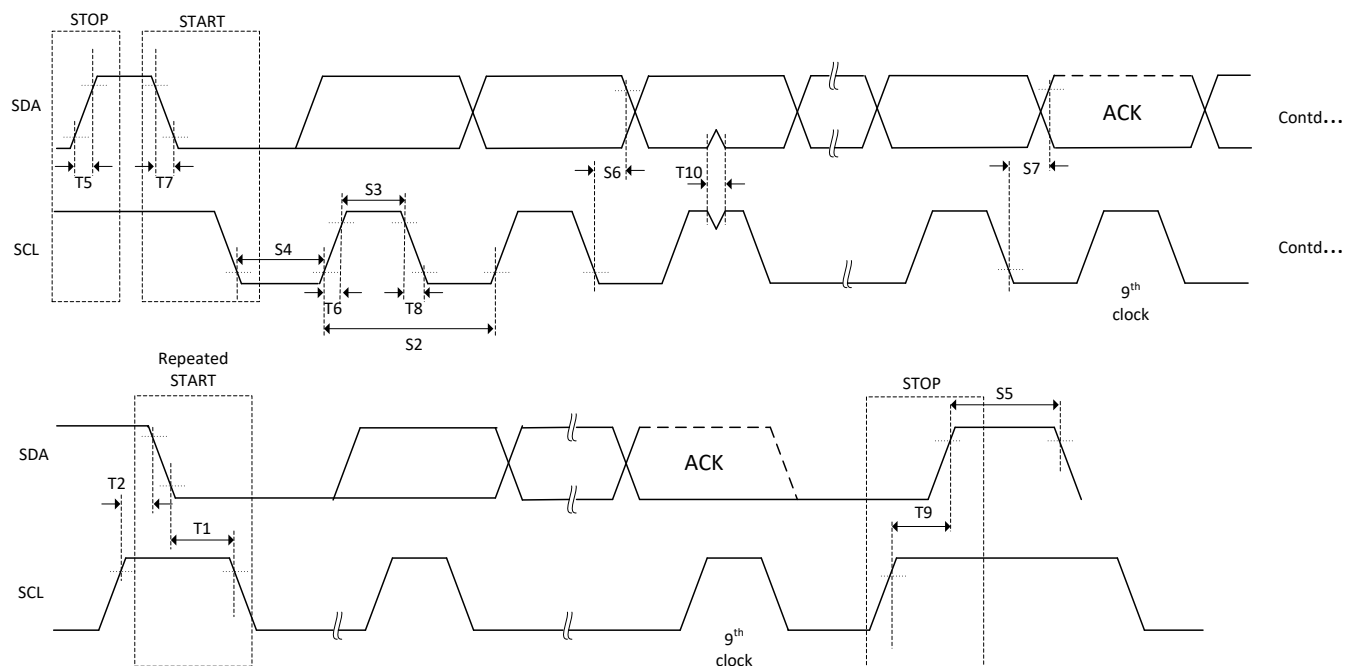 STOP
START
SDA
ACK
Contd...
T5
T7
S6
T10
S7
S3
SCL
S4
Contd...
T6
T8
9th
clock
S2
Repeated
START
STOP
S5
SDA
ACK
T2
T9
T1
SCL
9th
clock